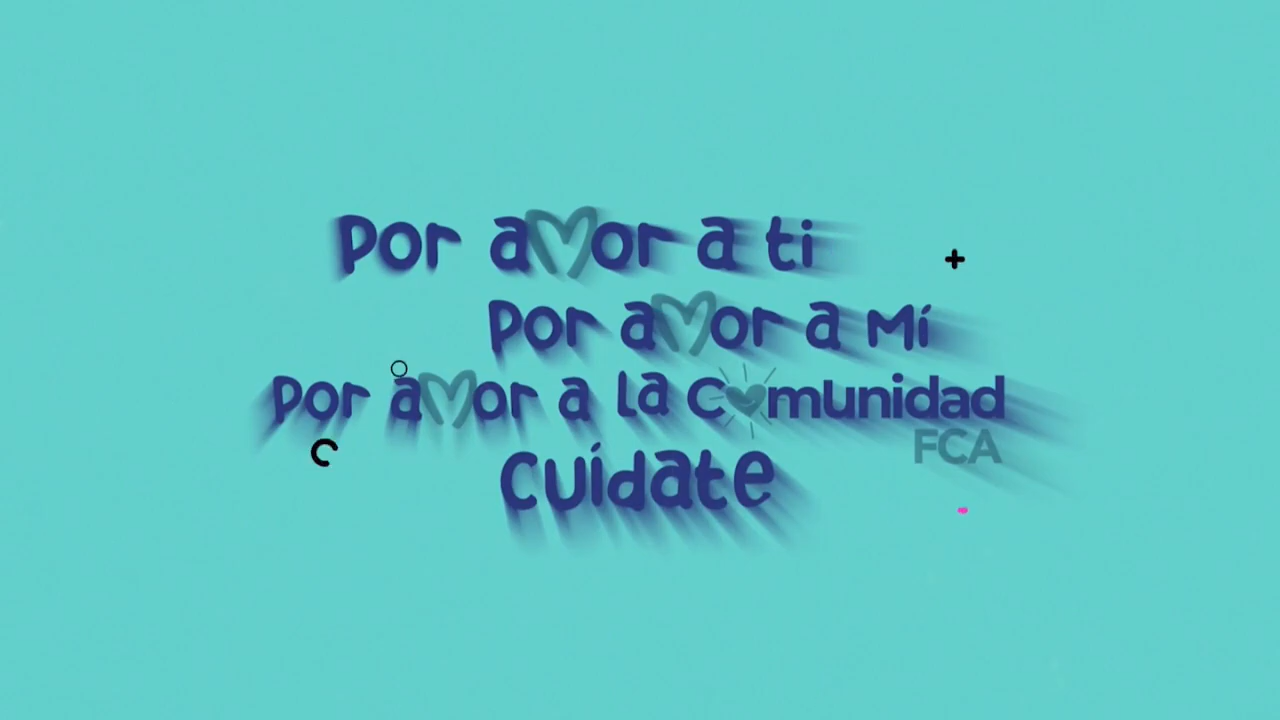 Por amor a ti
Por amor a Mí
Por amor a la comunidad
FCA
Cuídate